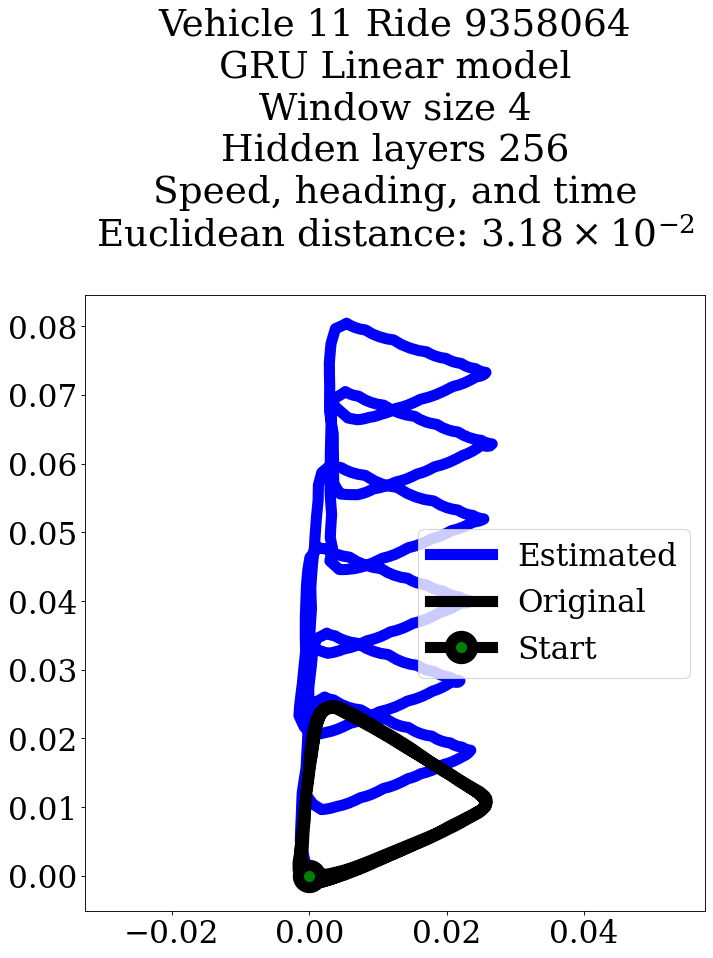 Vehicle 11 Ride 9358064
GRU Linear model
Window size 4
Hidden layers 256
Speed, heading, and time
Euclidean distance: 3.18 × 10⁻²
0.08
0.07
0.06
0.05
0.04
0.03
0.02
0.01
0.00
Estimated
Original
Start
−0.02
0.00
0.02
0.04